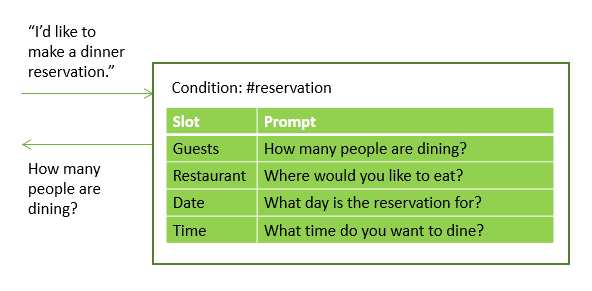 “I’d like to
make a dinner
reservation.”
How many
people are
dining?
Condition: #reservation
Slot Prompt
Guests How many people are dining?
Restaurant Where would you like to eat?
Date What day is the reservation for?
Time What time do you want to dine?